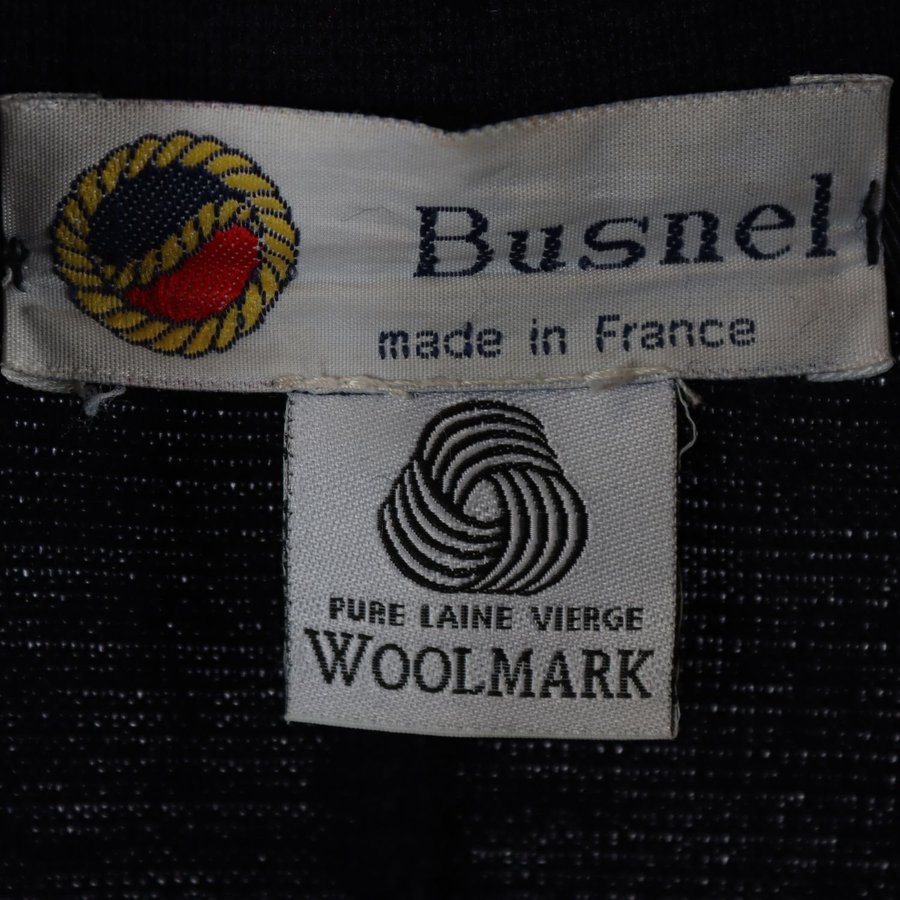 Busnel
made in France
PURE LAINE VIERGE
WOOLMARK